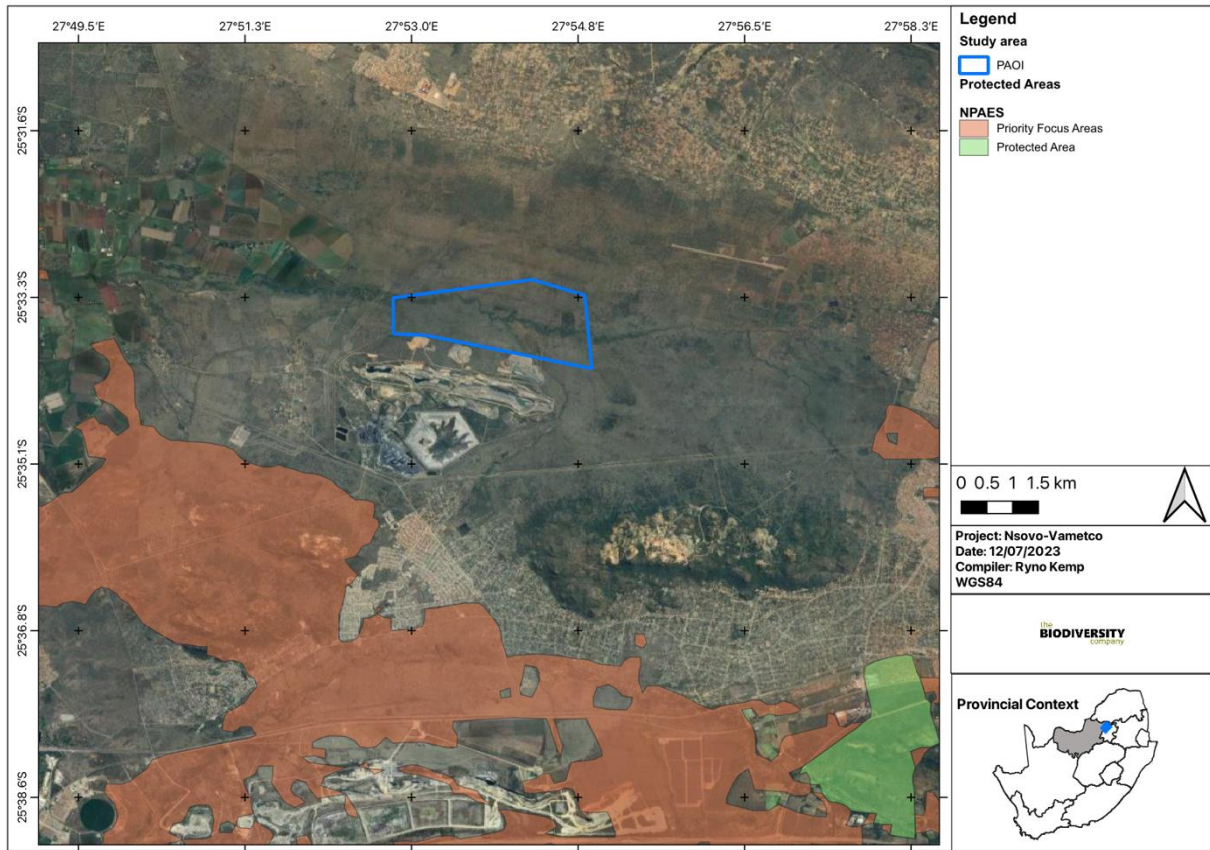 27°49.5'E 27°51.3'E 27°53.0'E 27°54.8'E 27°56.5'E 27°58.3'E
25°31.6'S
25°33.3'S
25°35.1'S
25°36.8'S
25°38.6'S
Legend
Study area
PAOI
Protected Areas
NPAES
Priority Focus Areas
Protected Area
0 0.5 1 1.5 km
Project: Nsovo-Vametco
Date: 12/07/2023
Compiler: Ryno Kemp
WGS84
the
BIODIVERSITY
company
Provincial Context